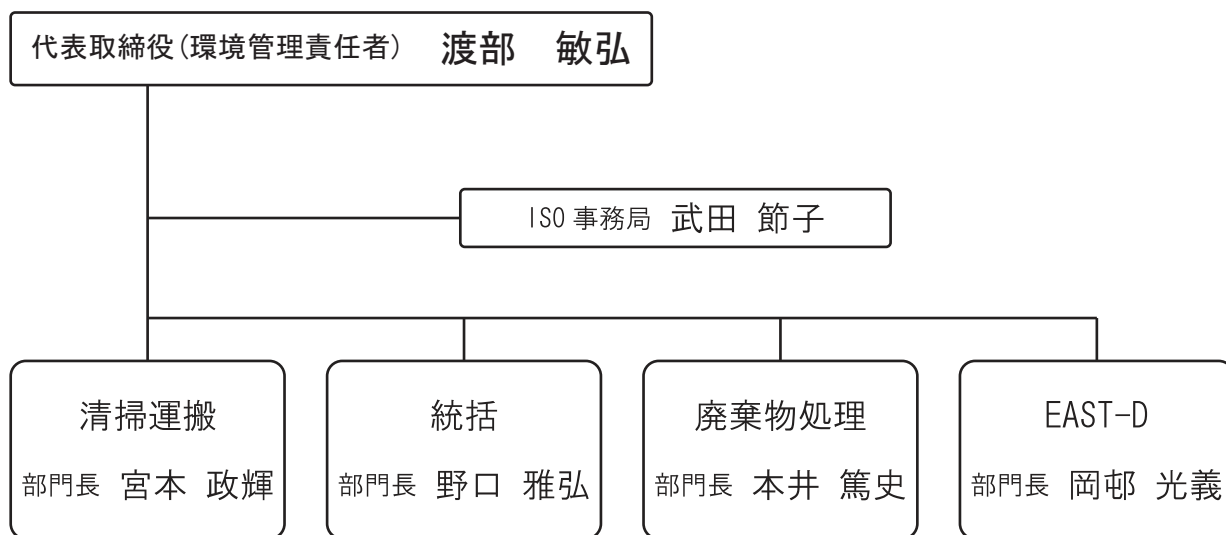 代表取締役(環境管理責任者) 渡部 敏弘
ISO 事務局 武田 節子
清掃運搬
部門長 宮本 政輝
統括
部門長 野口 雅弘
廃棄物処理
部門長 本井 篤史
EAST-D
部門長 岡邨 光義